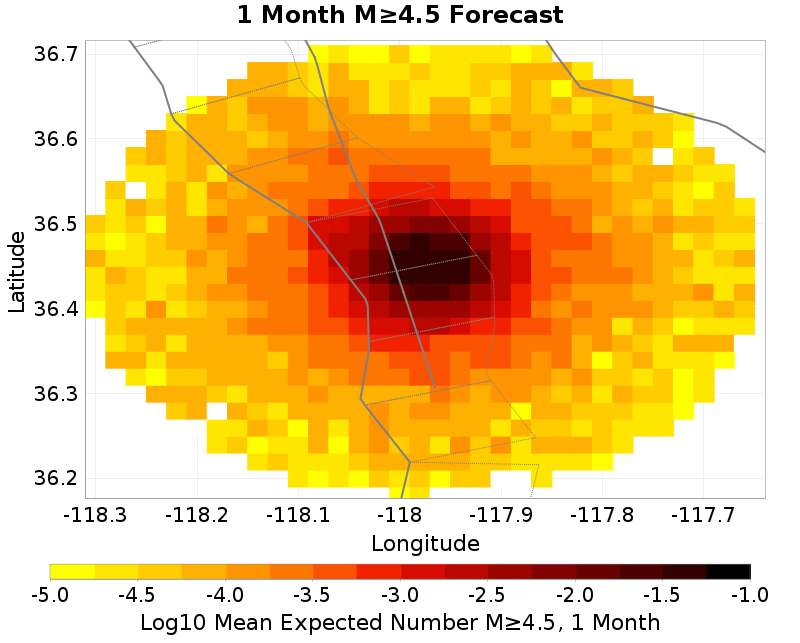 1 Month M≥4.5 Forecast
36.7
36.6
36.5
36.4
36.3
36.2
Latitude
-118.3 -118.2 -118.1 -118 -117.9 -117.8 -117.7
Longitude
-5.0 -4.5 -4.0 -3.5 -3.0 -2.5 -2.0 -1.5 -1.0
Log10 Mean Expected Number M≥4.5, 1 Month